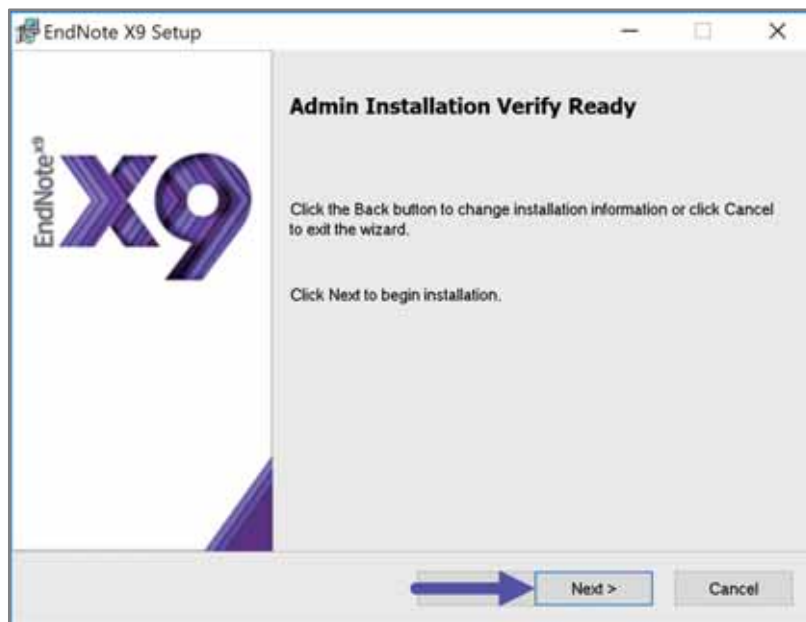 EndNote X9 Setup
EndNote X9
X9
Admin Installation Verify Ready
Click the Back button to change installation information or click Cancel
to exit the wizard.
Click Next to begin installation.
Next >
Cancel